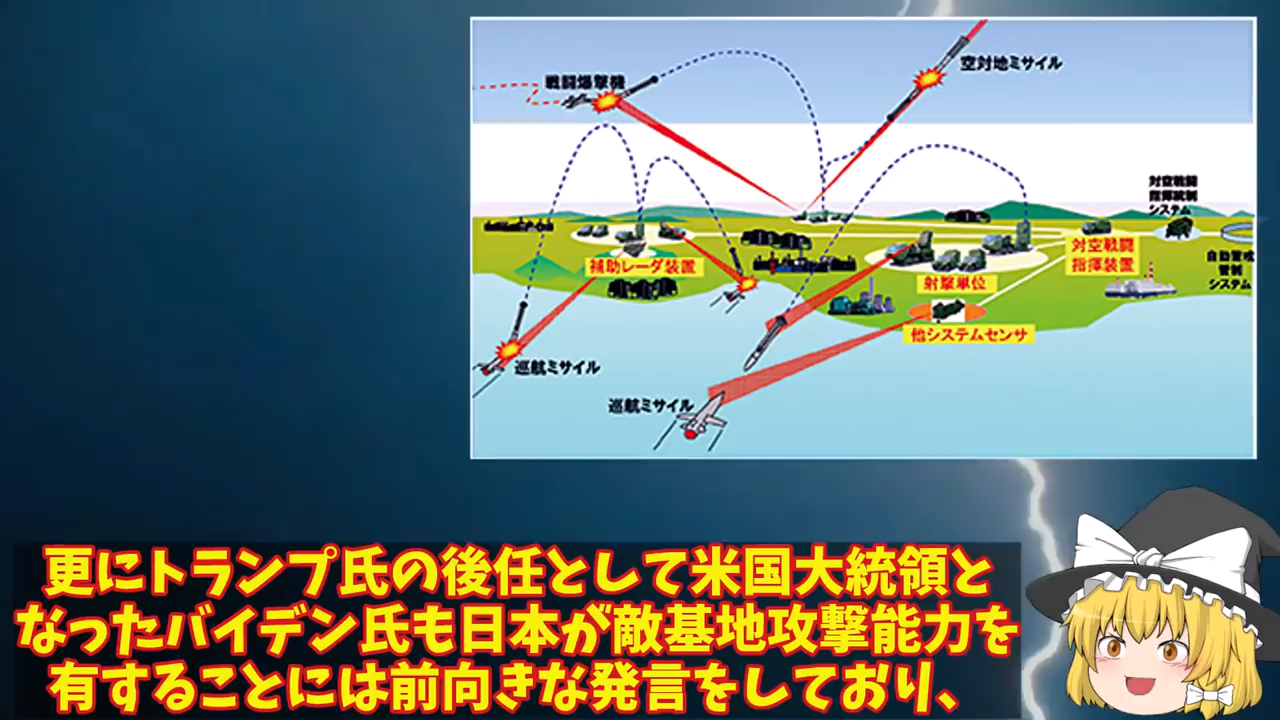 戦闘爆撃機
空対地ミサイル
対空戦闘
指揮統制
システム
補助レーダ装置
対空戦闘
指揮装置
自動警戒
管制
システム
射撃単位
他システムセンサ
巡航ミサイル
巡航ミサイル
更にトランプ氏の後任として米国大統領と
なったバイデン氏も日本が敵基地攻撃能力を
有することには前向きな発言をしており、